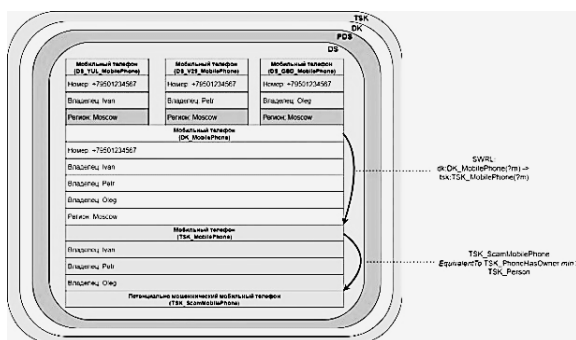 TSK
DK
PDS
DS
Мобильный телефон Мобильный телефон Мобильный телефон
(DS_YUL_MobilePhone) (DS_V25_MobilePhone) (DS_GBD_MobilePhone)
Номер: +79501234567 Номер: +79501234567 Номер: +79501234567
Владелец: Ivan Владелец: Petr Владелец: Oleg
Регион: Moscow Регион: Moscow Регион: Moscow
Мобильный телефон
(DK_MobilePhone)
Номер: +79501234567
Владелец: Ivan
Владелец: Petr
Владелец: Oleg
Регион: Moscow
Мобильный телефон
(TSK_MobilePhone)
Владелец: Ivan
Владелец: Petr
Владелец: Oleg
Потенциально мошеннический мобильный телефон
(TSK_ScamMobilePhone)
SWRL:
dk:DK_MobilePhone(?m) ->
tsk:TSK_MobilePhone(?m)
TSK_ScamMobilePhone
EquivalentTo TSK_PhoneHasOwner min
TSK_Person